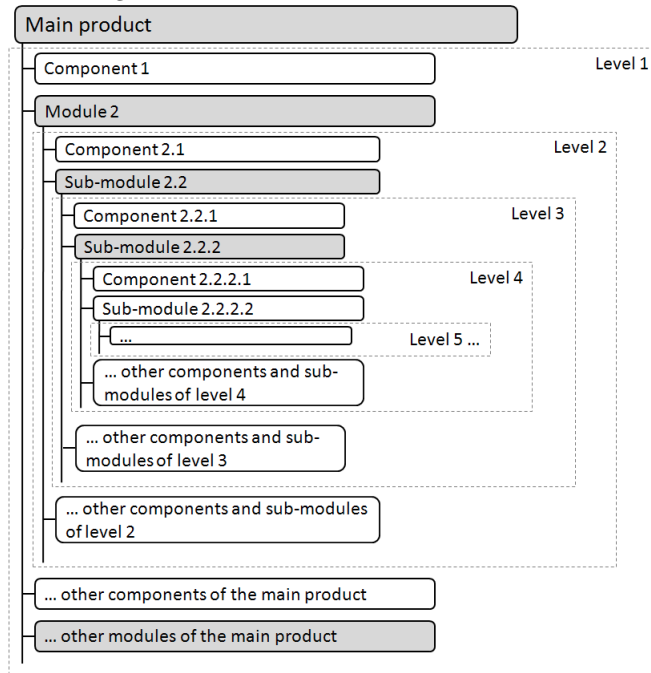 Main product
Level 1
Component 1
Module 2
Level 2
Component 2.1
Sub-module 2.2
Level 3
Component 2.2.1
Sub-module 2.2.2
Level 4
Component 2.2.2.1
Sub-module 2.2.2.2
...
Level 5 ...
... other components and sub-
modules of level 4
... other components and sub-
modules of level 3
... other components and sub-modules
of level 2
... other components of the main product
... other modules of the main product